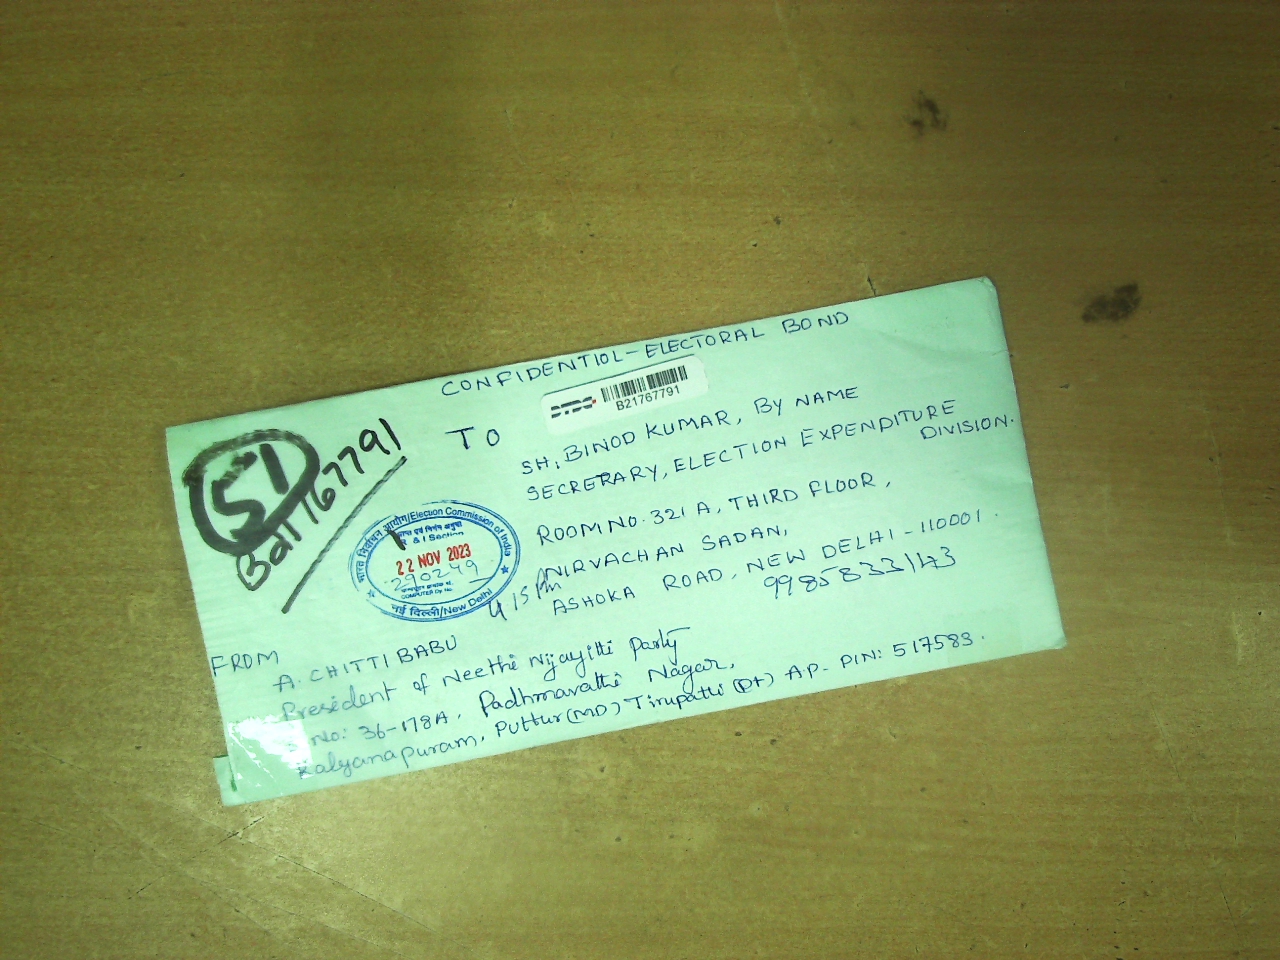 CONFIDENTIOL - ELECTORAL BOND
DTDC
B21767791
51
B21767791
TO
SH: BINOD KUMAR, By NAME
SECRERARY, ELECTION EXPENDITURE
DIVISION.
ROOM NO. 321 A, THIRD FLOOR,
NIRVACHAN SADAN,
ASHOKA ROAD, NEW DELHI - 110001.
9985833143
भारत निर्वाचन आयोग/Election Commission of India
R & I Section
22 NOV 2023
290249
COMPUTER Dy. No.
नई दिल्ली/New Delhi
4 15 Pm
FROM
A. CHITTI BABU
President of Neethi Nijayithi Party
No: 36-178A, Padhmavathi Nagar,
Kalyanapuram, Puttur (MD) Tirupathi (Dt) A.P. PIN: 517583.